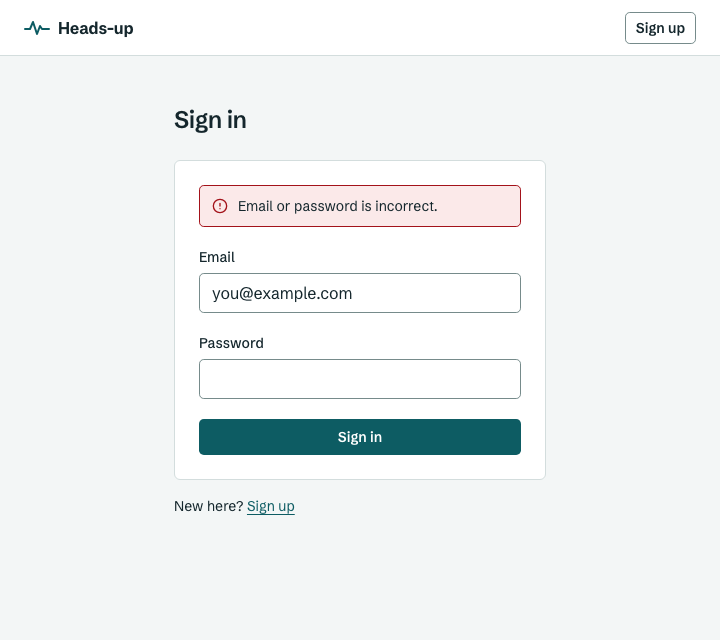 Heads-up
Sign up
Sign in
Email or password is incorrect.
Email
you@example.com
Password
Sign in
New here? Sign up